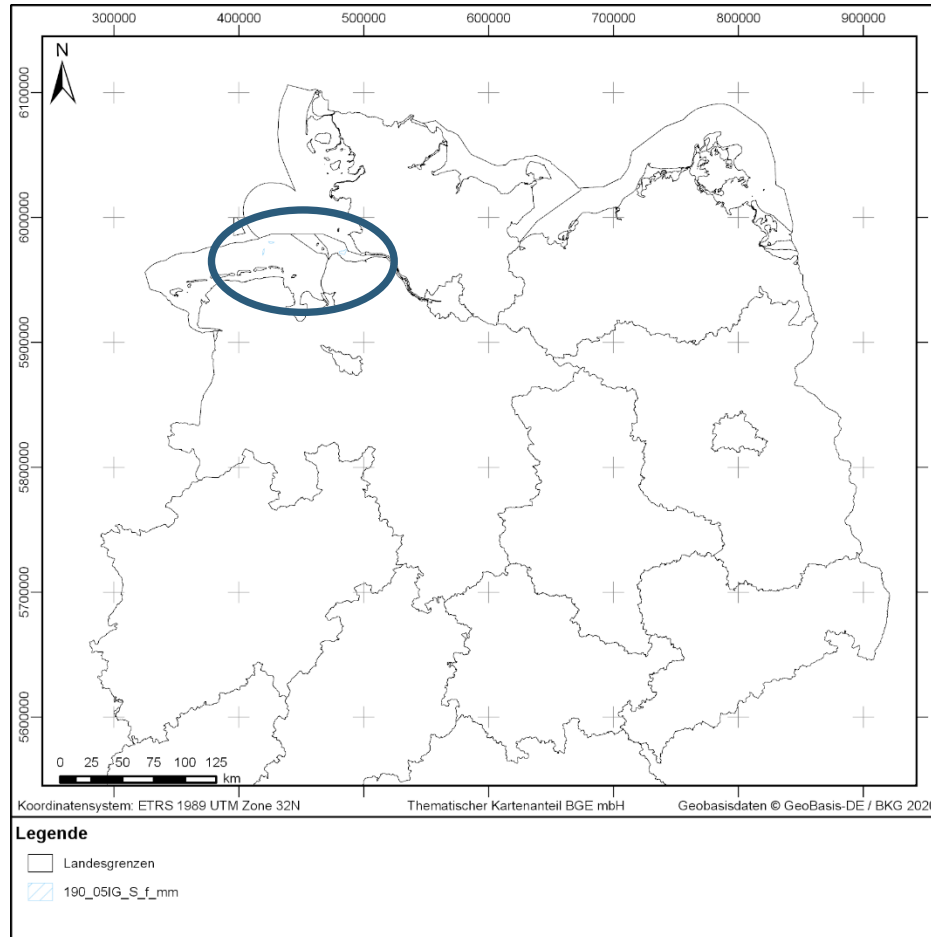 300000 400000 500000 600000 700000 800000 900000
N
6100000
6000000
5900000
5800000
5700000
5600000
0 25 50 75 100 125
km
Koordinatensystem: ETRS 1989 UTM Zone 32N Thematischer Kartenanteil BGE mbH Geobasisdaten © GeoBasis-DE / BKG 2020
Legende
Landesgrenzen
190_05IG_S_f_mm